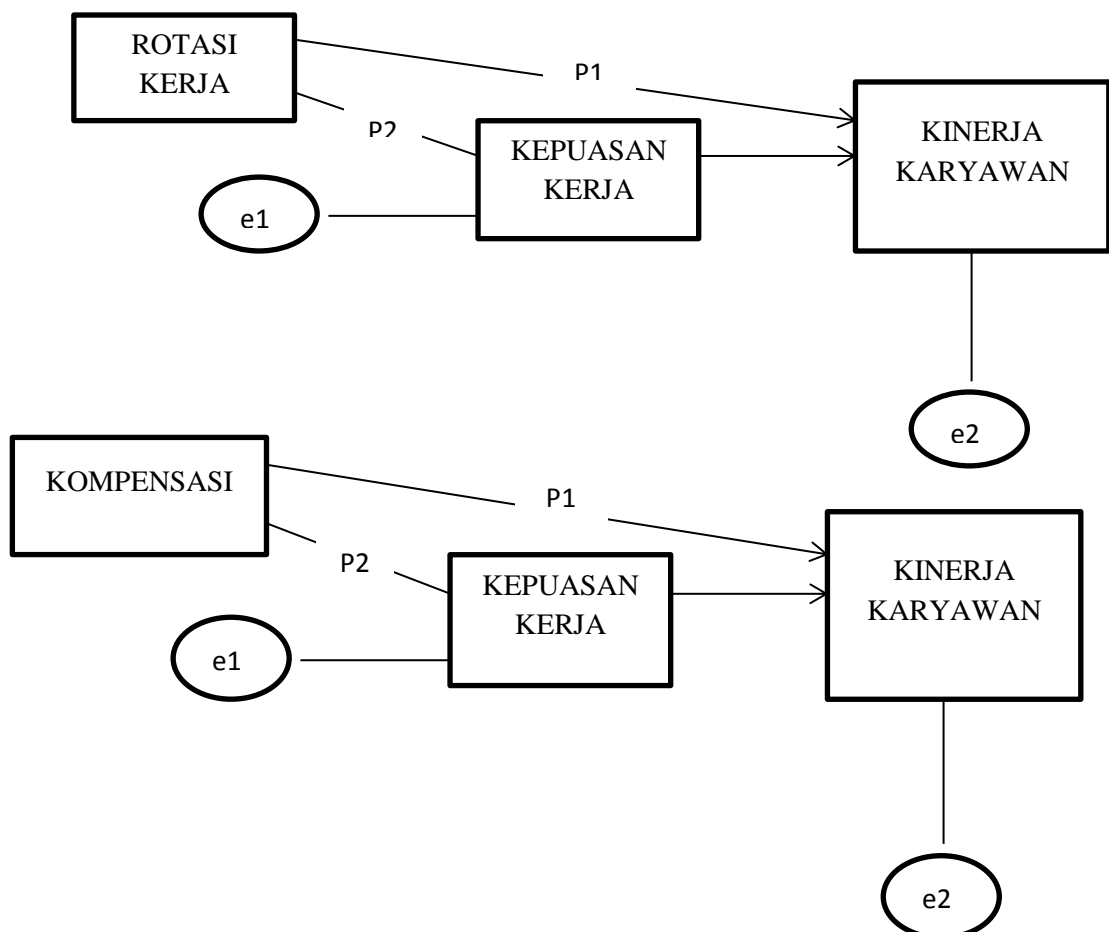 ROTASI
KERJA
P1
P2
KEPUASAN
KERJA
KINERJA
KARYAWAN
e1
e2
KOMPENSASI
P1
P2
KEPUASAN
KERJA
KINERJA
KARYAWAN
e1
e2